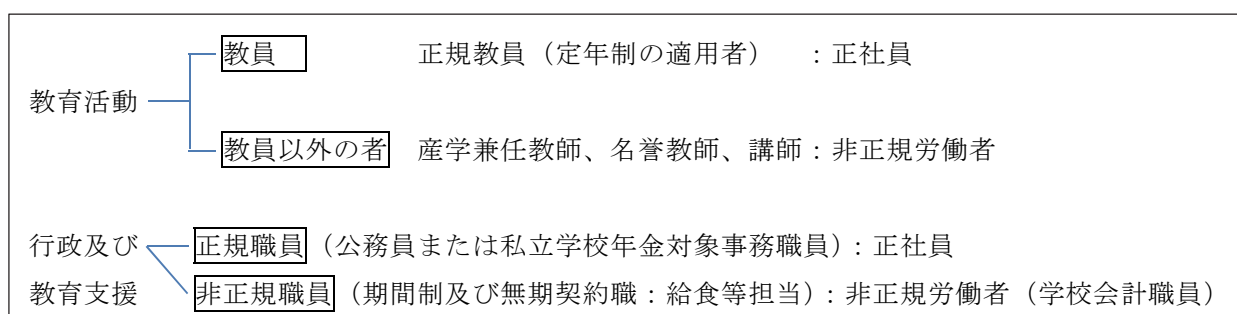 教員 正規教員（定年制の適用者） ：正社員
教育活動
教員以外の者 産学兼任教師、名誉教師、講師：非正規労働者
行政及び 正規職員（公務員または私立学校年金対象事務職員）：正社員
教育支援 非正規職員（期間制及び無期契約職：給食等担当）：非正規労働者（学校会計職員）